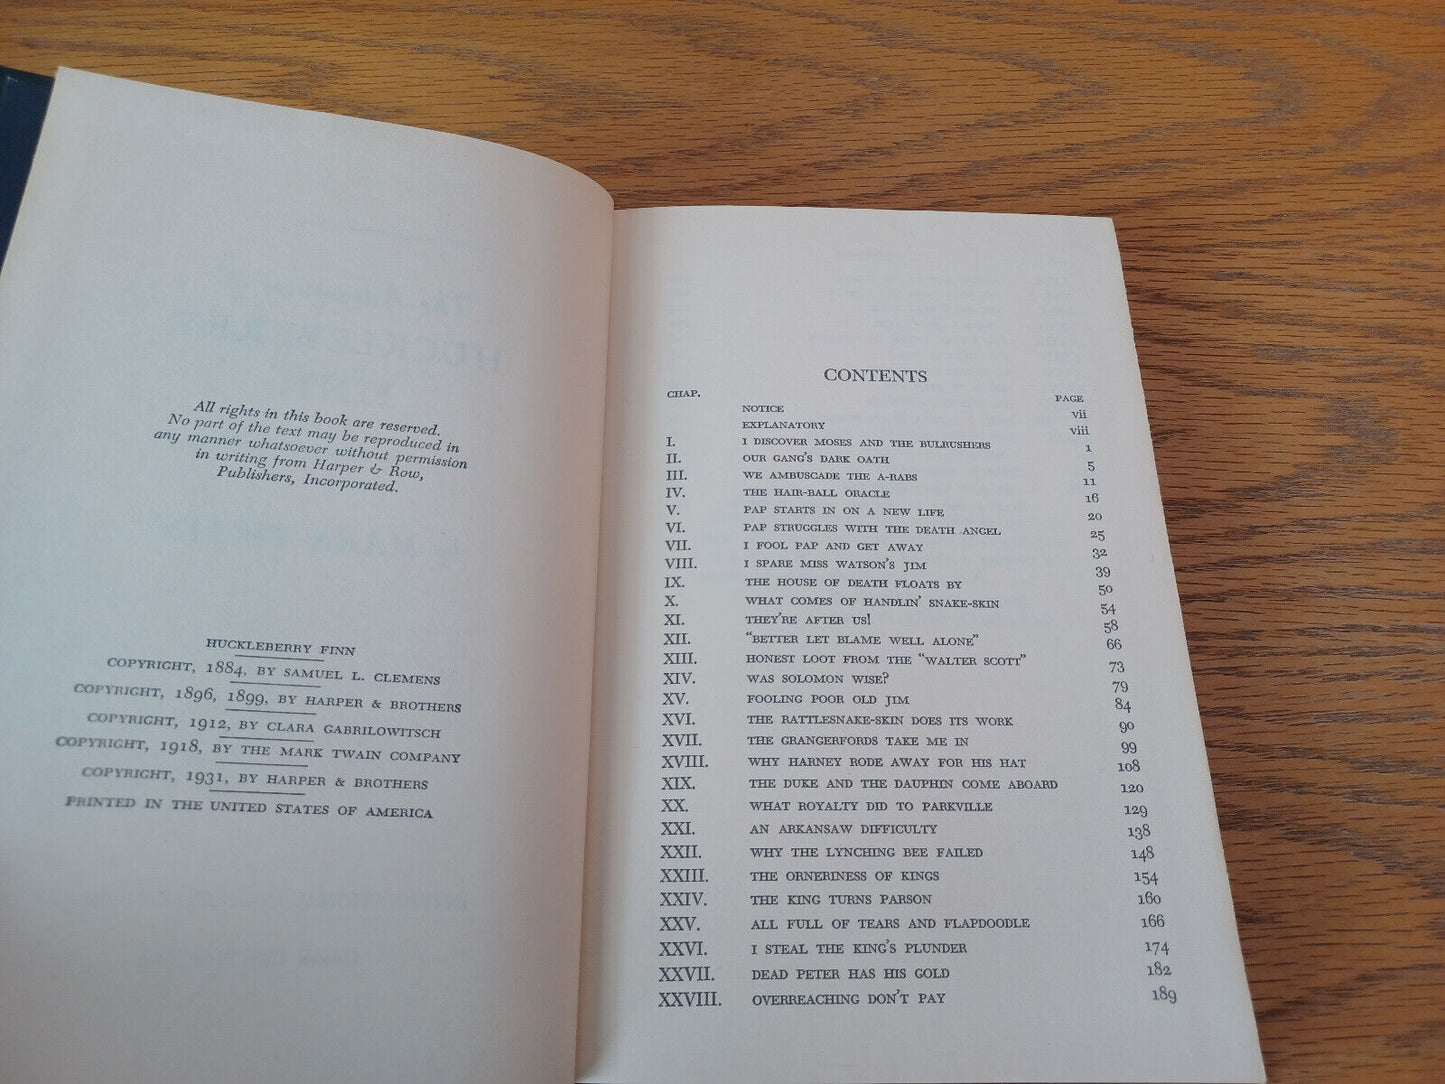 All rights in this book are reserved.
No part of the text may be reproduced in
any manner whatsoever without permission
in writing from Harper & Row,
Publishers, Incorporated.
HUCKLEBERRY FINN
COPYRIGHT, 1884, BY SAMUEL L. CLEMENS
COPYRIGHT, 1896, 1899, BY HARPER & BROTHERS
COPYRIGHT, 1912, BY CLARA GABRILOWITSCH
COPYRIGHT, 1918, BY THE MARK TWAIN COMPANY
COPYRIGHT, 1931, BY HARPER & BROTHERS
PRINTED IN THE UNITED STATES OF AMERICA
CONTENTS
CHAP. PAGE
NOTICE vii
EXPLANATORY viii
I. I DISCOVER MOSES AND THE BULRUSHERS 1
II. OUR GANG'S DARK OATH 5
III. WE AMBUSCADE THE A-RABS 11
IV. THE HAIR-BALL ORACLE 16
V. PAP STARTS IN ON A NEW LIFE 20
VI. PAP STRUGGLES WITH THE DEATH ANGEL 25
VII. I FOOL PAP AND GET AWAY 32
VIII. I SPARE MISS WATSON'S JIM 39
IX. THE HOUSE OF DEATH FLOATS BY 50
X. WHAT COMES OF HANDLIN' SNAKE-SKIN 54
XI. THEY'RE AFTER US! 58
XII. "BETTER LET BLAME WELL ALONE" 66
XIII. HONEST LOOT FROM THE "WALTER SCOTT" 73
XIV. WAS SOLOMON WISE? 79
XV. FOOLING POOR OLD JIM 84
XVI. THE RATTLESNAKE-SKIN DOES ITS WORK 90
XVII. THE GRANGERFORDS TAKE ME IN 99
XVIII. WHY HARNEY RODE AWAY FOR HIS HAT 108
XIX. THE DUKE AND THE DAUPHIN COME ABOARD 120
XX. WHAT ROYALTY DID TO PARKVILLE 129
XXI. AN ARKANSAW DIFFICULTY 138
XXII. WHY THE LYNCHING BEE FAILED 148
XXIII. THE ORNERINESS OF KINGS 154
XXIV. THE KING TURNS PARSON 160
XXV. ALL FULL OF TEARS AND FLAPDOODLE 166
XXVI. I STEAL THE KING'S PLUNDER 174
XXVII. DEAD PETER HAS HIS GOLD 182
XXVIII. OVERREACHING DON'T PAY 189